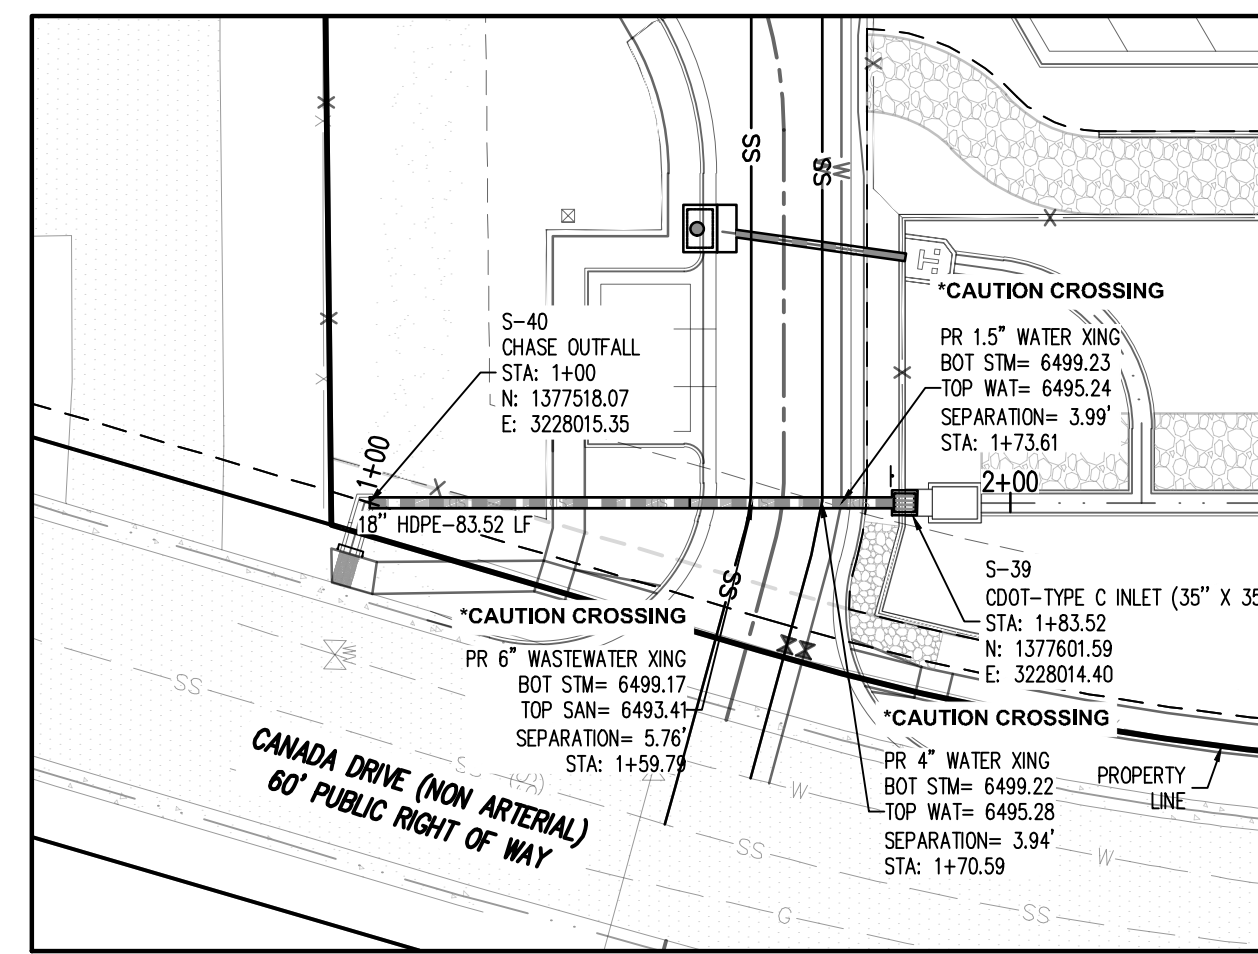 SS
SS
W
*CAUTION CROSSING
PR 1.5” WATER XING
BOT STM= 6499.23
TOP WAT= 6495.24
SEPARATION= 3.99'
STA: 1+73.61
S-40
CHASE OUTFALL
STA: 1+00
N: 1377518.07
E: 3228015.35
1+00
18” HDPE-83.52 LF
2+00
S-39
CDOT-TYPE C INLET (35” X 35
STA: 1+83.52
N: 1377601.59
E: 3228014.40
SS
*CAUTION CROSSING
PR 6” WASTEWATER XING
BOT STM= 6499.17
TOP SAN= 6493.41
SEPARATION= 5.76'
STA: 1+59.79
W
SS
CANADA DRIVE (NON ARTERIAL)
60' PUBLIC RIGHT OF WAY
*CAUTION CROSSING
PR 4” WATER XING
BOT STM= 6499.22
TOP WAT= 6495.28
SEPARATION= 3.94'
STA: 1+70.59
PROPERTY
LINE
W
SS
W
G
SS